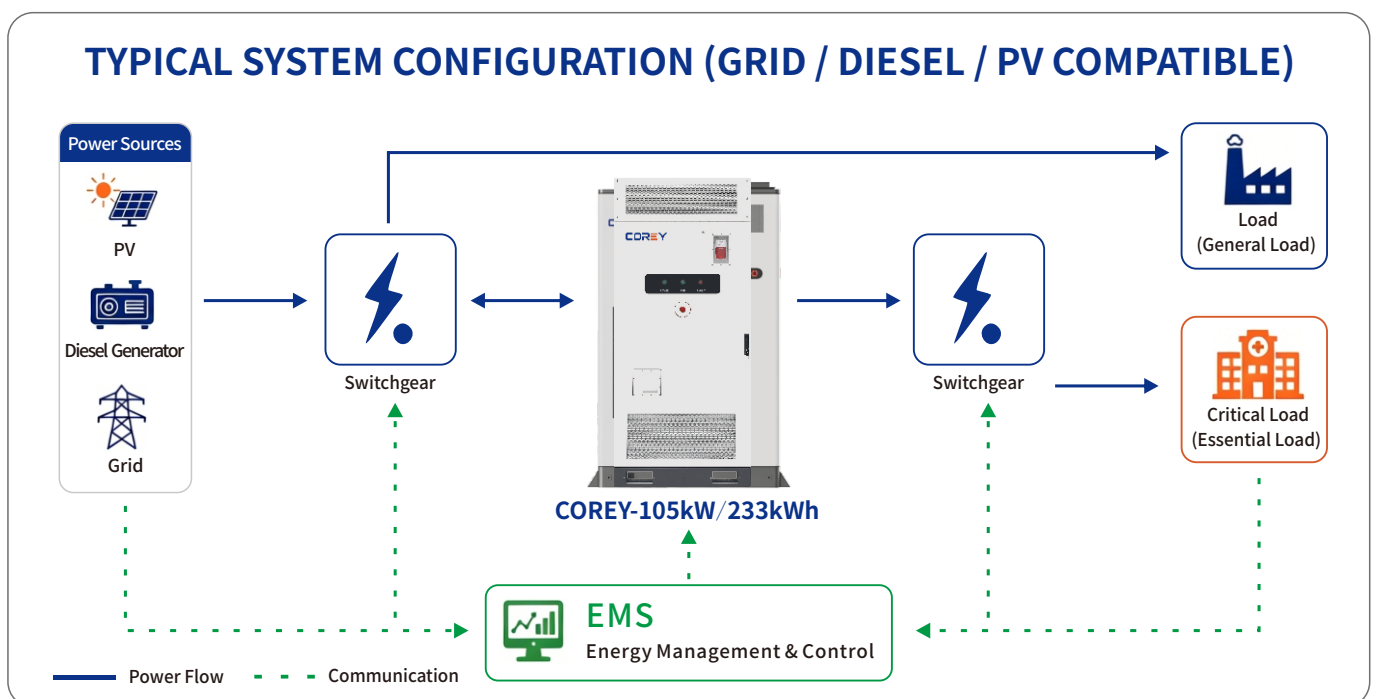 TYPICAL SYSTEM CONFIGURATION (GRID / DIESEL / PV COMPATIBLE)
Power Sources
PV
Diesel Generator
Grid
Switchgear
COREY
COREY-105kW/233kWh
Switchgear
Load
(General Load)
Critical Load
(Essential Load)
EMS
Energy Management & Control
Power Flow
Communication